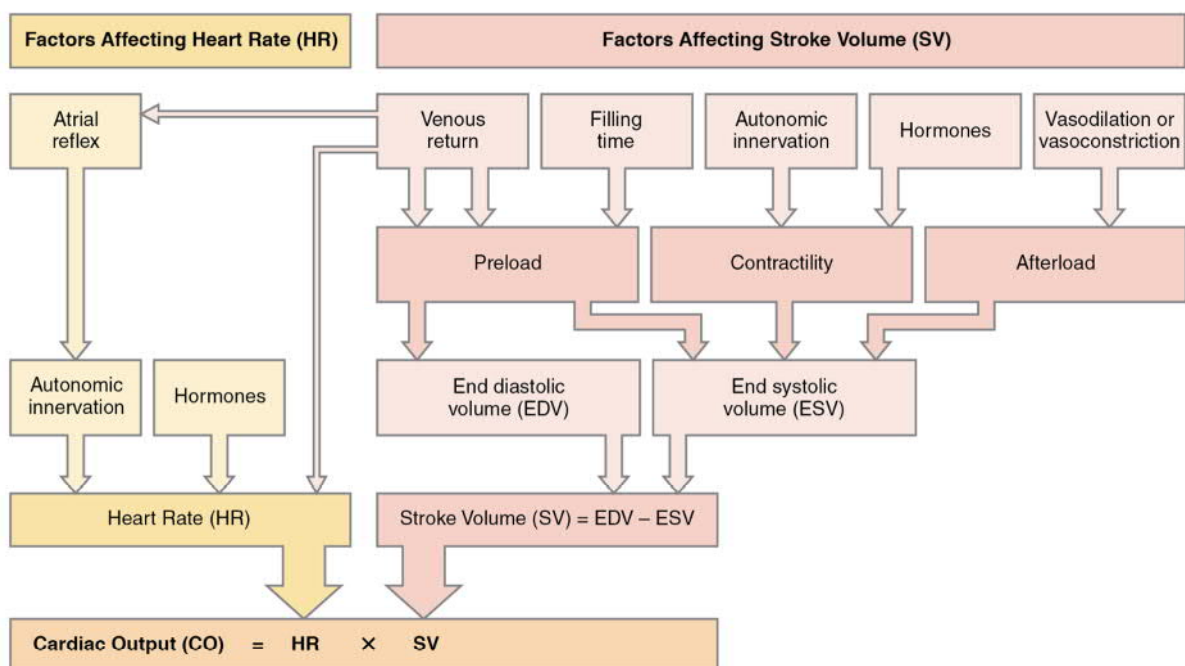 Factors Affecting Heart Rate (HR)
Factors Affecting Stroke Volume (SV)
Atrial
reflex
Venous
return
Filling
time
Autonomic
innervation
Hormones
Vasodilation or
vasoconstriction
Preload
Contractility
Afterload
Autonomic
innervation
Hormones
End diastolic
volume (EDV)
End systolic
volume (ESV)
Heart Rate (HR)
Stroke Volume (SV) = EDV – ESV
Cardiac Output (CO) = HR × SV